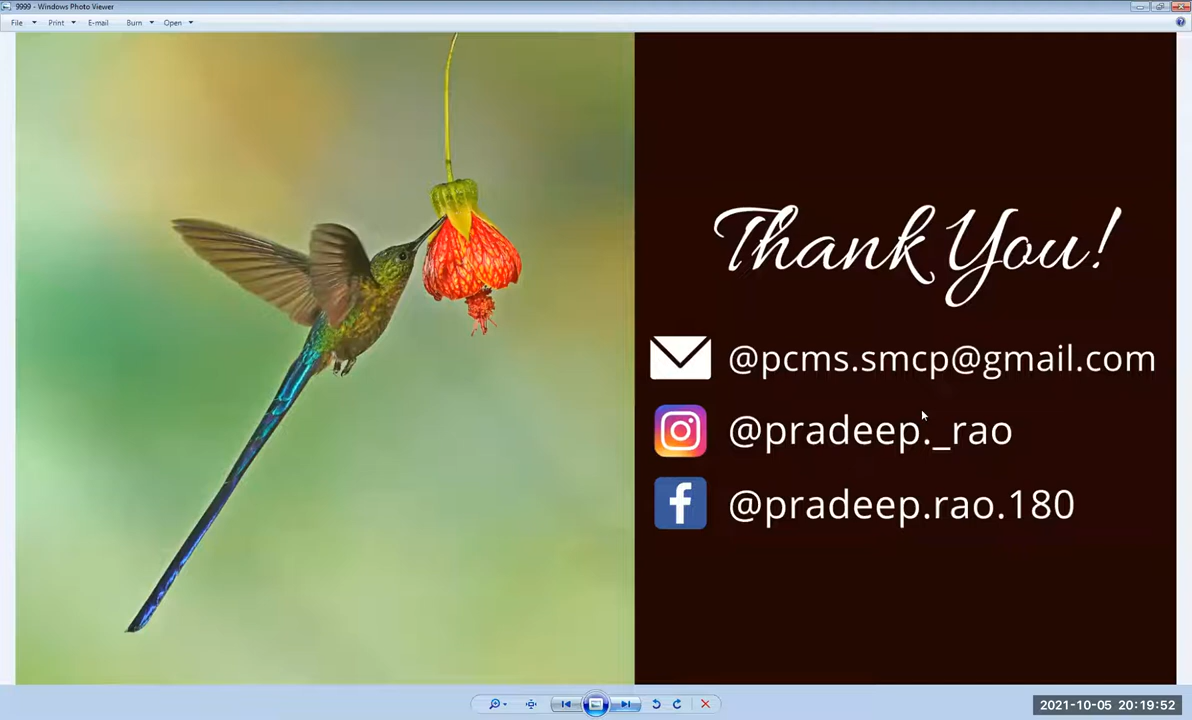 9999 - Windows Photo Viewer
File Print E-mail Burn Open
Thank You!
@pcms.smcp@gmail.com
@pradeep._rao
@pradeep.rao.180
2021-10-05 20:19:52